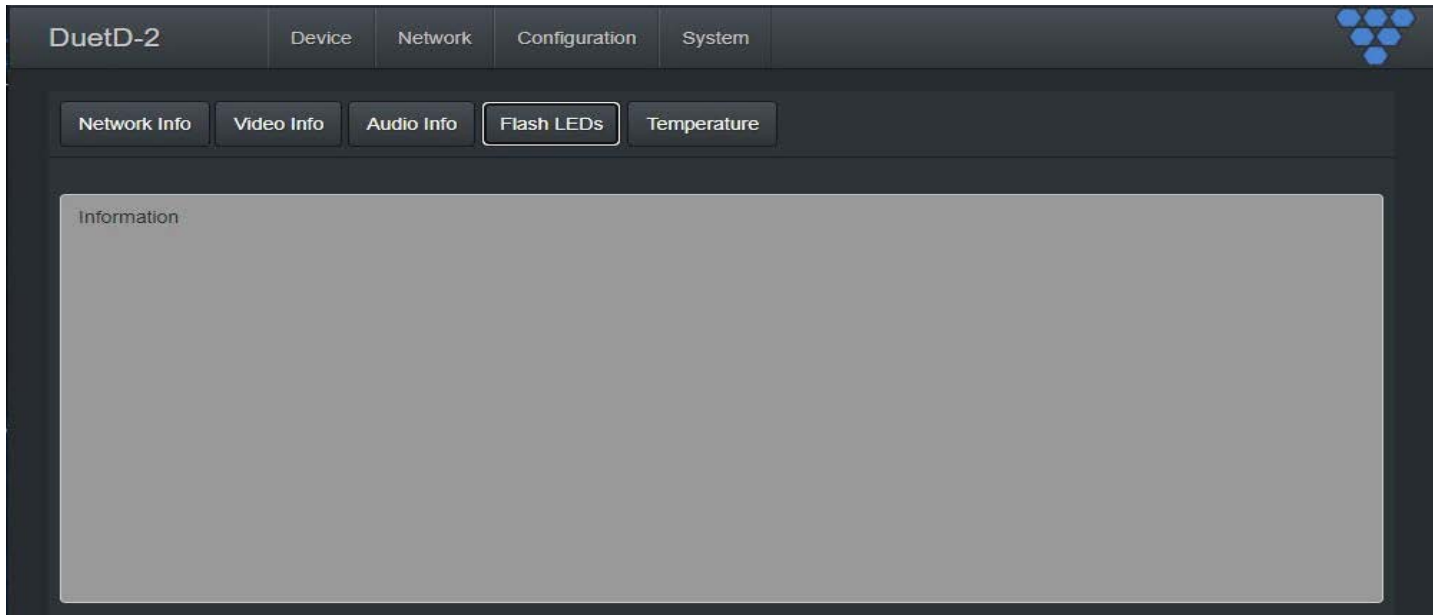 DuetD-2 Device Network Configuration System
Network Info Video Info Audio Info Flash LEDs Temperature
Information